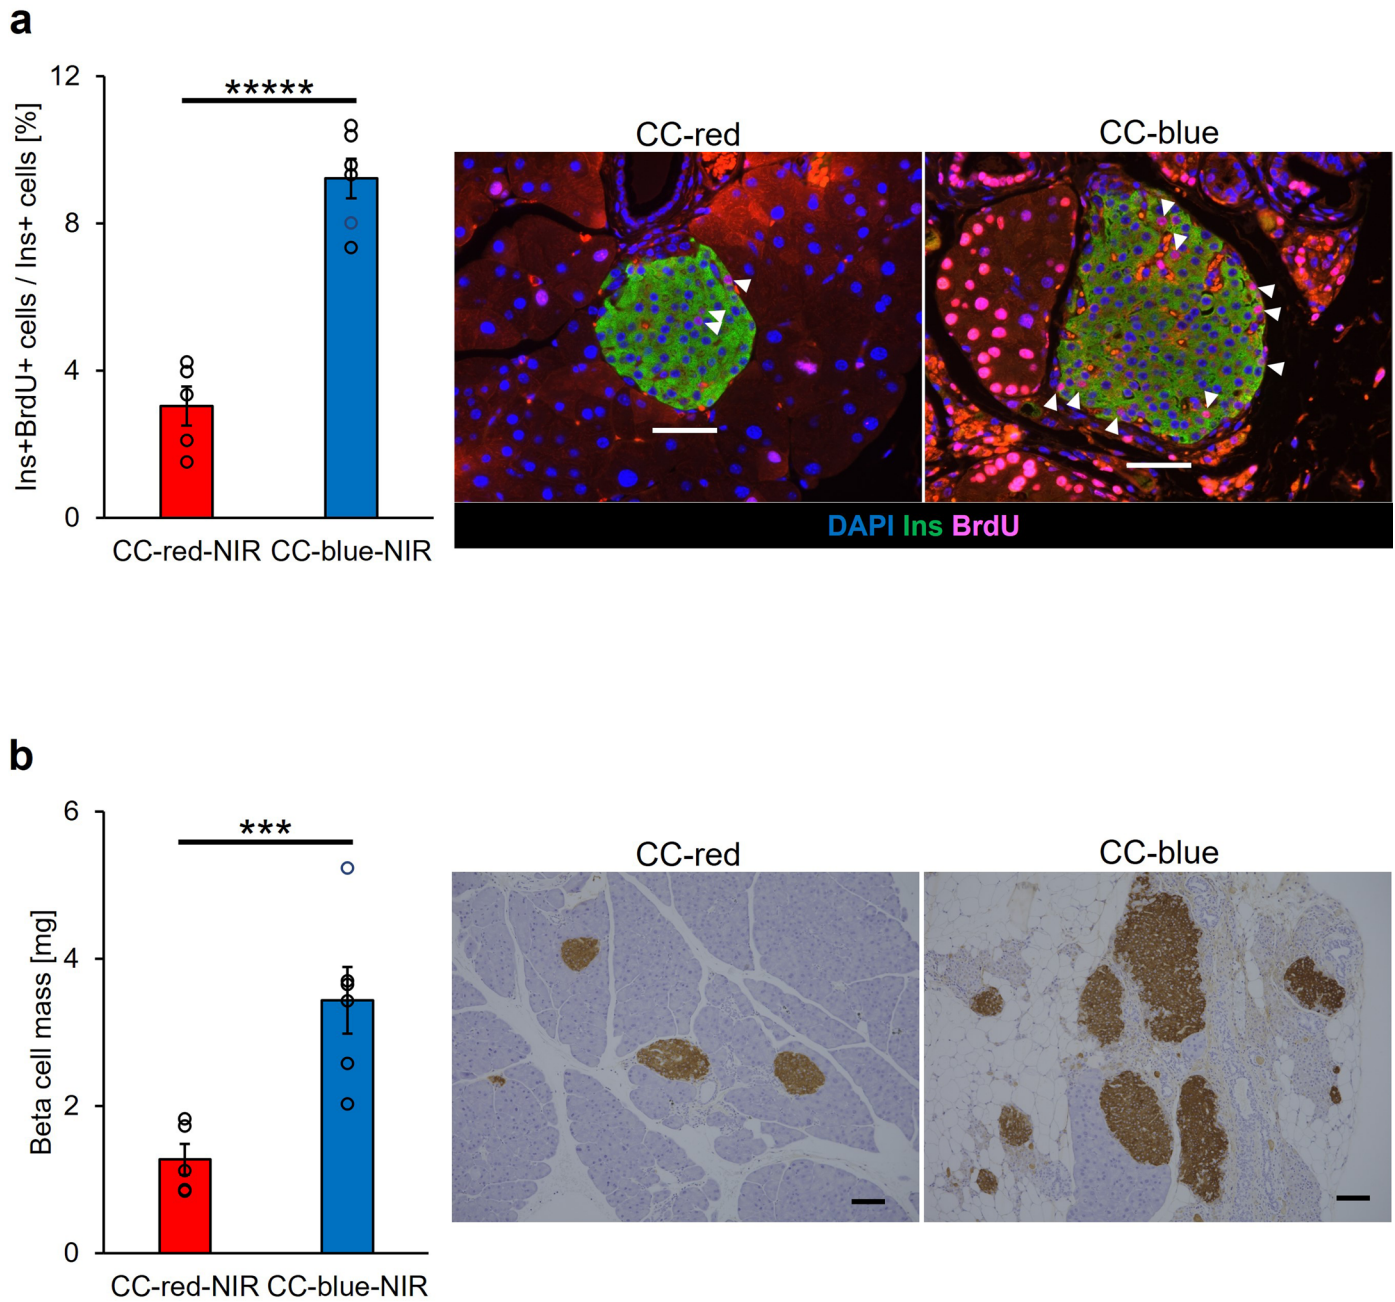 a
Ins+BrdU+ cells / Ins+ cells [%]
12
8
4
0
*****
CC-red-NIR CC-blue-NIR
CC-red
CC-blue
DAPI Ins BrdU
b
Beta cell mass [mg]
6
4
2
0
***
CC-red-NIR CC-blue-NIR
CC-red
CC-blue